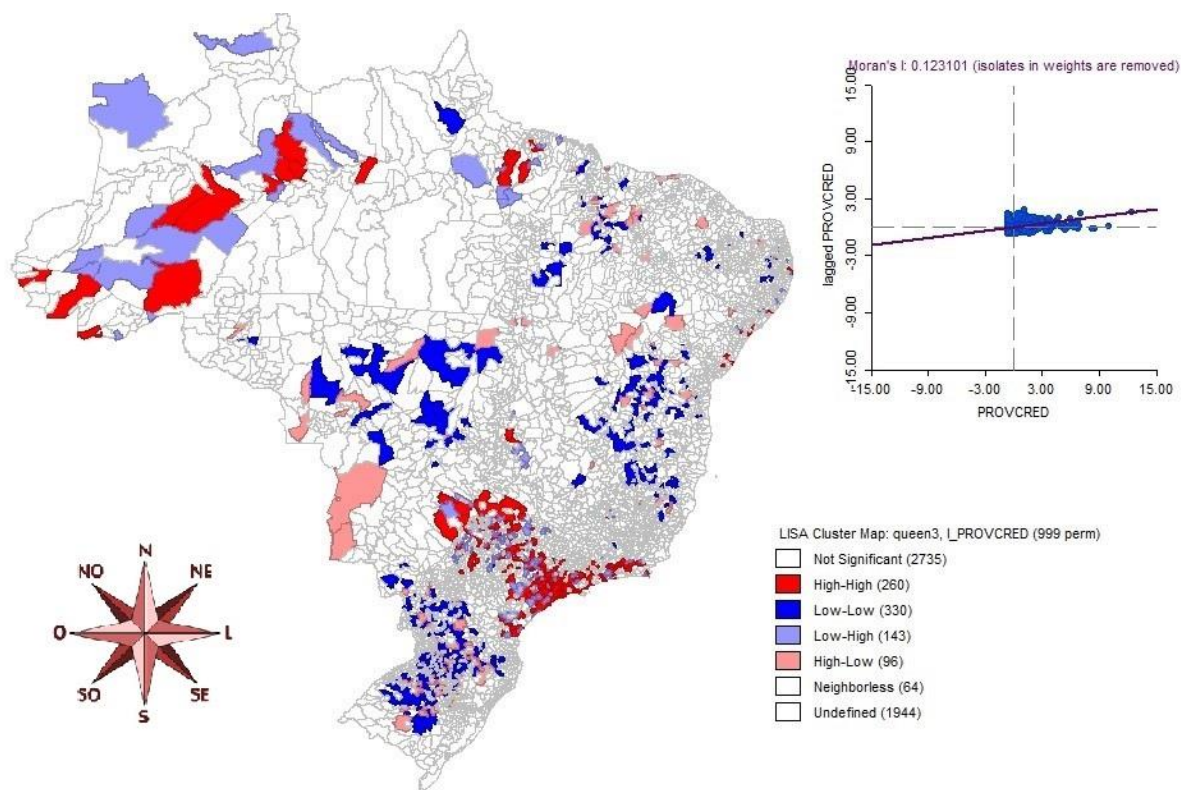 Moran's I: 0.123101 (isolates in weights are removed)
15.00
9.00
3.00
-3.00
-9.00
-15.00
lagged PROVCRED
-15.00 -9.00 -3.00 3.00 9.00 15.00
PROVCRED
N
NO NE
O L
SO SE
S
LISA Cluster Map: queen3, I_PROVCRED (999 perm)
Not Significant (2735)
High-High (260)
Low-Low (330)
Low-High (143)
High-Low (96)
Neighborless (64)
Undefined (1944)